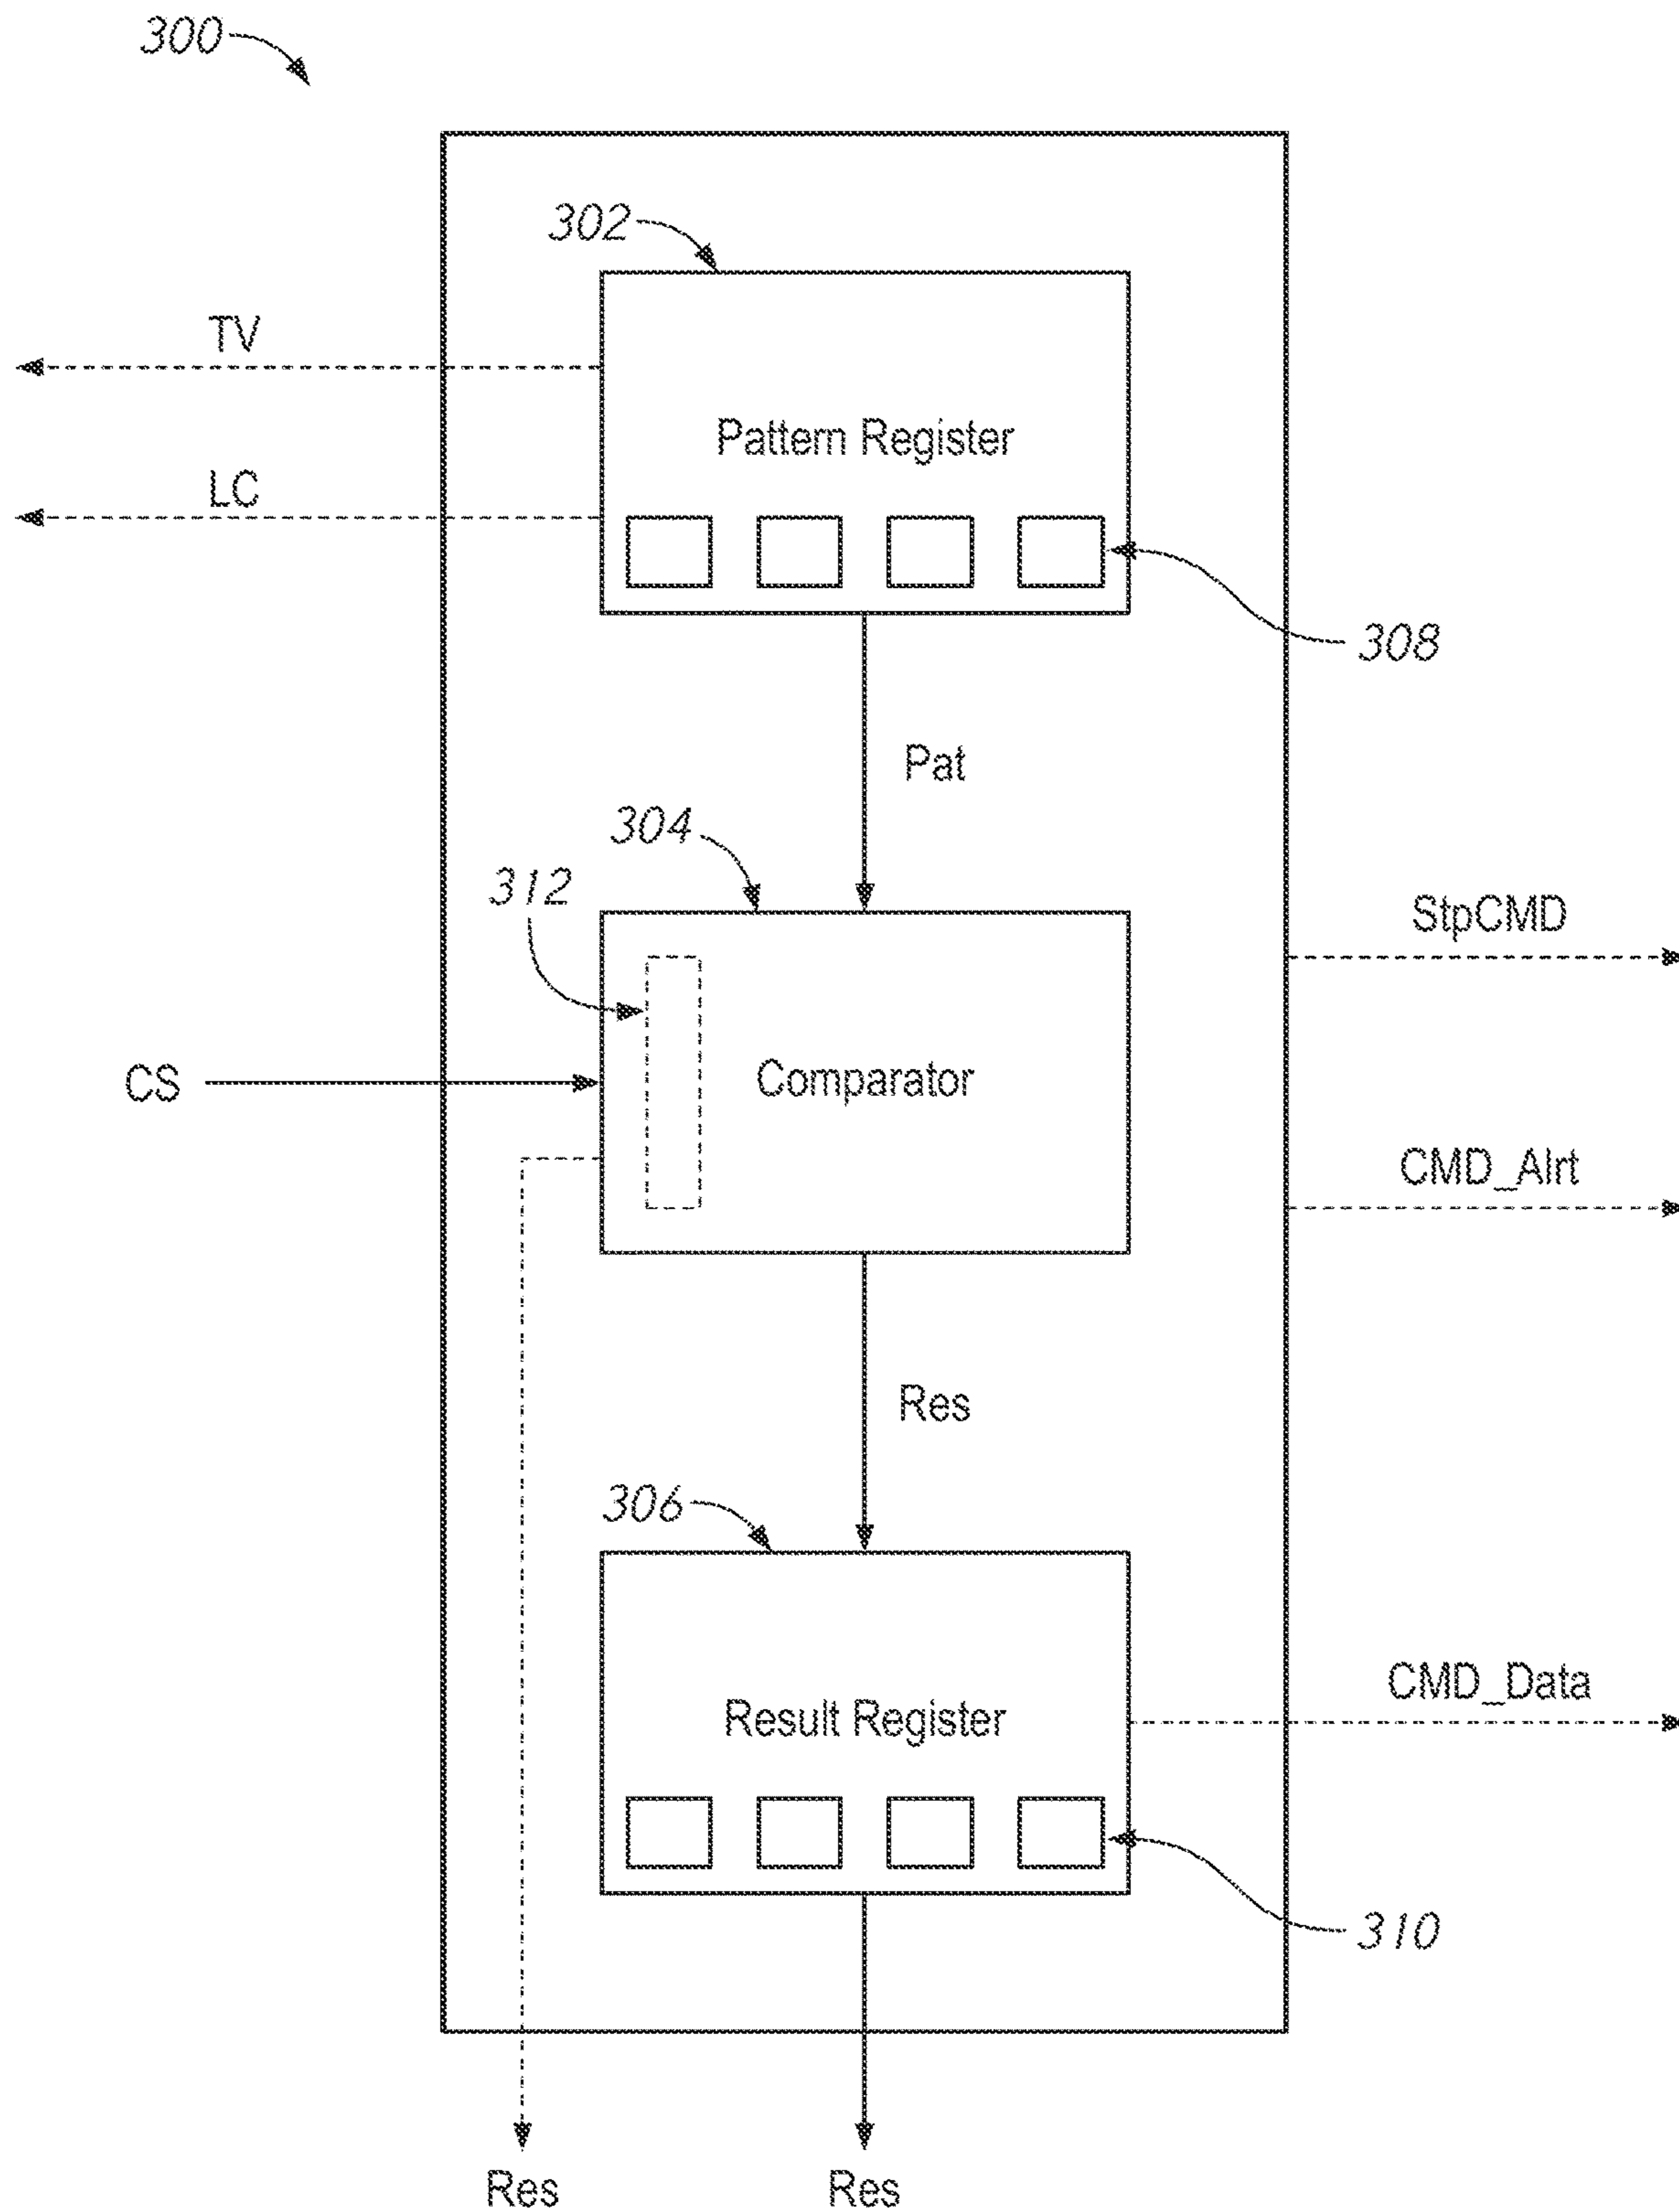 300
302
TV
Pattern Register
LC
308
Pat
304
312
StpCMD
CS
Comparator
CMD_Alrt
Res
306
CMD_Data
Result Register
310
Res
Res